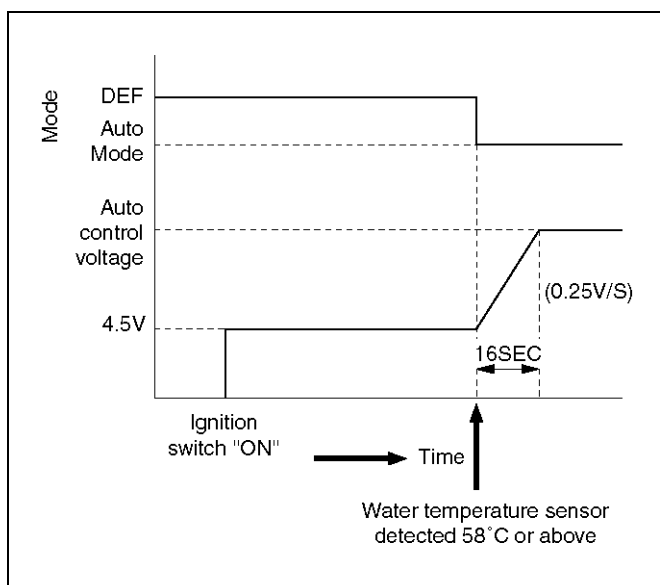 Mode
DEF
Auto
Mode
Auto
control
voltage
4.5V
(0.25V/S)
16SEC
Ignition
switch "ON"
Time
Water temperature sensor
detected 58˚C or above